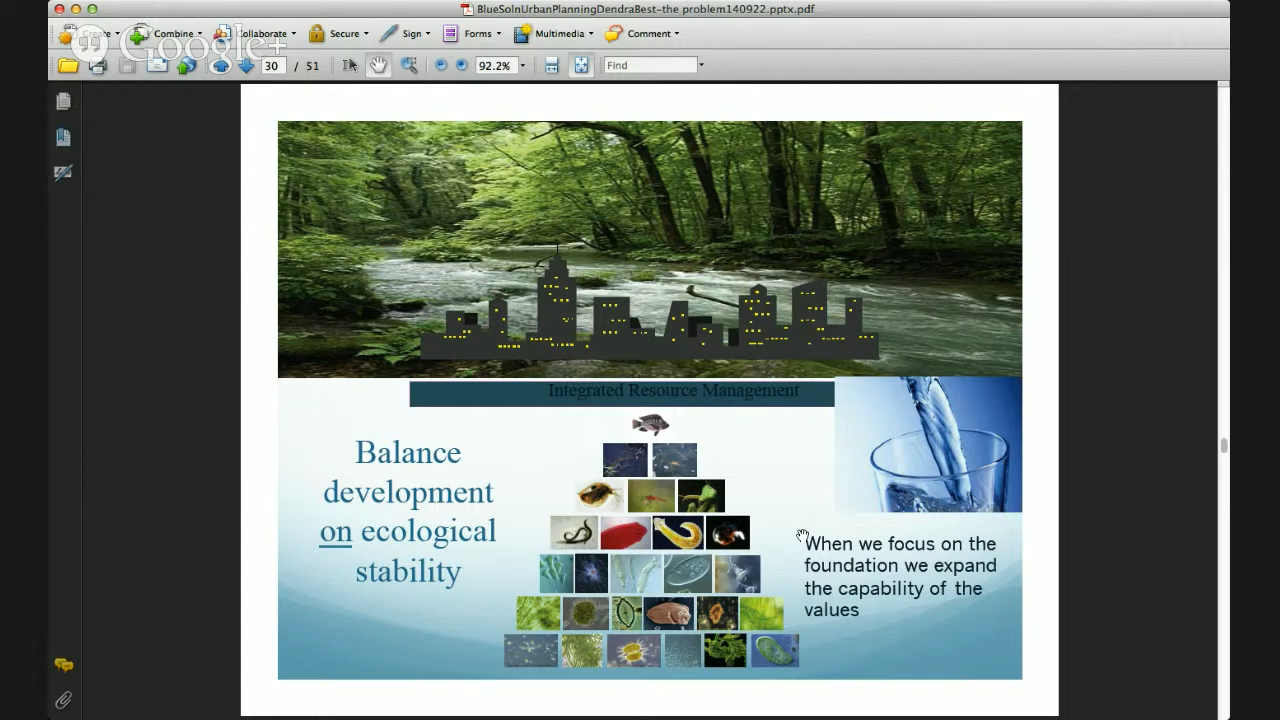 BlueSolnUrbanPlanningDendraBest-the problem140922.pptx.pdf
Create Combine Collaborate Secure Sign Forms Multimedia Comment
Google+
30 / 51 92.2% Find
Integrated Resource Management
Balance
development
on ecological
stability
When we focus on the
foundation we expand
the capability of the
values